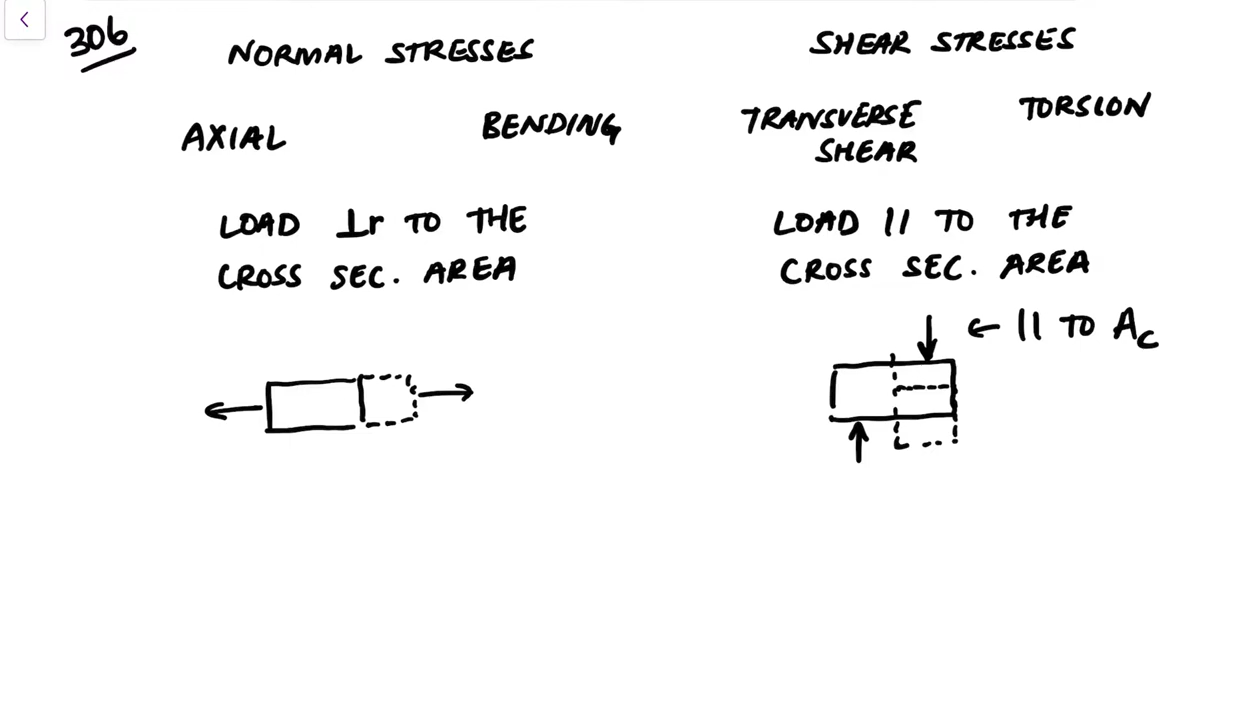 306
NORMAL STRESSES
SHEAR STRESSES
AXIAL
BENDING
TRANSVERSE
SHEAR
TORSION
LOAD ⊥r TO THE
CROSS SEC. AREA
LOAD || TO THE
CROSS SEC. AREA
← || TO Ac